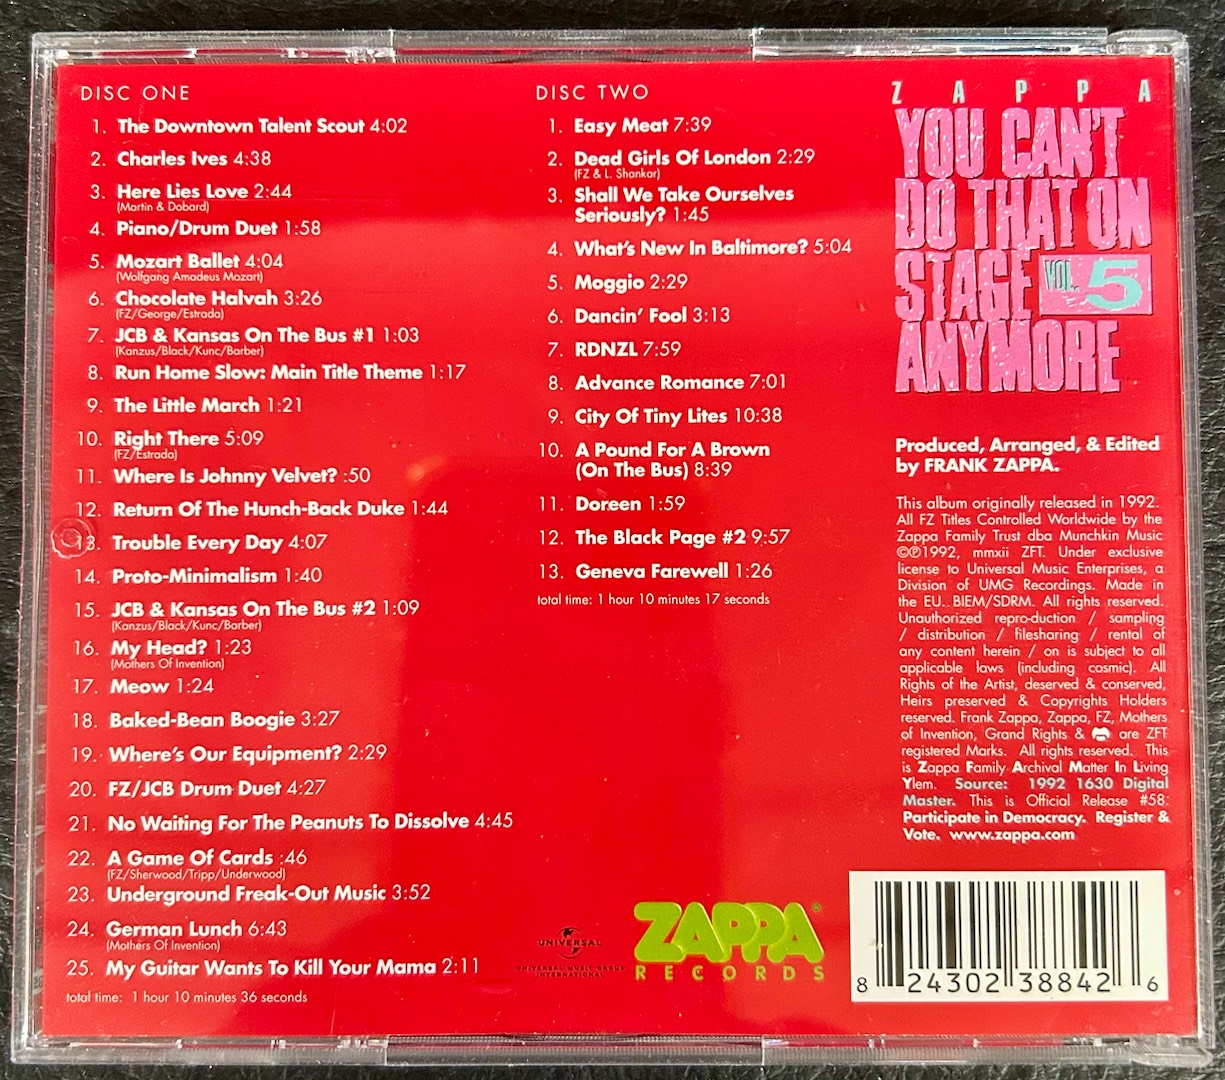 DISC ONE
1. The Downtown Talent Scout 4:02
2. Charles Ives 4:38
3. Here Lies Love 2:44
(Martin & Dobard)
4. Piano/Drum Duet 1:58
5. Mozart Ballet 4:04
(Wolfgang Amadeus Mozart)
6. Chocolate Halvah 3:26
(FZ/George/Estrada)
7. JCB & Kansas On The Bus #1 1:03
(Kanzus/Black/Kunc/Barber)
8. Run Home Slow: Main Title Theme 1:17
9. The Little March 1:21
10. Right There 5:09
(FZ/Estrada)
11. Where Is Johnny Velvet? :50
12. Return Of The Hunch-Back Duke 1:44
13. Trouble Every Day 4:07
14. Proto-Minimalism 1:40
15. JCB & Kansas On The Bus #2 1:09
(Kanzus/Black/Kunc/Barber)
16. My Head? 1:23
(Mothers Of Invention)
17. Meow 1:24
18. Baked-Bean Boogie 3:27
19. Where's Our Equipment? 2:29
20. FZ/JCB Drum Duet 4:27
21. No Waiting For The Peanuts To Dissolve 4:45
22. A Game Of Cards :46
(FZ/Sherwood/Tripp/Underwood)
23. Underground Freak-Out Music 3:52
24. German Lunch 6:43
(Mothers Of Invention)
25. My Guitar Wants To Kill Your Mama 2:11
total time: 1 hour 10 minutes 36 seconds
DISC TWO
1. Easy Meat 7:39
2. Dead Girls Of London 2:29
(FZ & L. Shankar)
3. Shall We Take Ourselves
Seriously? 1:45
4. What's New In Baltimore? 5:04
5. Moggio 2:29
6. Dancin' Fool 3:13
7. RDNZL 7:59
8. Advance Romance 7:01
9. City Of Tiny Lites 10:38
10. A Pound For A Brown
(On The Bus) 8:39
11. Doreen 1:59
12. The Black Page #2 9:57
13. Geneva Farewell 1:26
total time: 1 hour 10 minutes 17 seconds
ZAPPA
YOU CAN'T
DO THAT ON
STAGE VOL. 5
ANYMORE
Produced, Arranged, & Edited
by FRANK ZAPPA.
This album originally released in 1992.
All FZ Titles Controlled Worldwide by the
Zappa Family Trust dba Munchkin Music
©℗1992, mmxii ZFT. Under exclusive
license to Universal Music Enterprises, a
Division of UMG Recordings. Made in
the EU. BIEM/SDRM. All rights reserved.
Unauthorized repro-duction / sampling
/ distribution / filesharing / rental of
any content herein / on is subject to all
applicable laws (including cosmic). All
Rights of the Artist, deserved & conserved,
Heirs preserved & Copyrights Holders
reserved. Frank Zappa, Zappa, FZ, Mothers
of Invention, Grand Rights & are ZFT
registered Marks. All rights reserved. This
is Zappa Family Archival Matter In Living
Ylem. Source: 1992 1630 Digital
Master. This is Official Release #58.
Participate in Democracy. Register &
Vote. www.zappa.com
UNIVERSAL
UNIVERSAL MUSIC GROUP
INTERNATIONAL
ZAPPA®
RECORDS
8 24302 38842 6